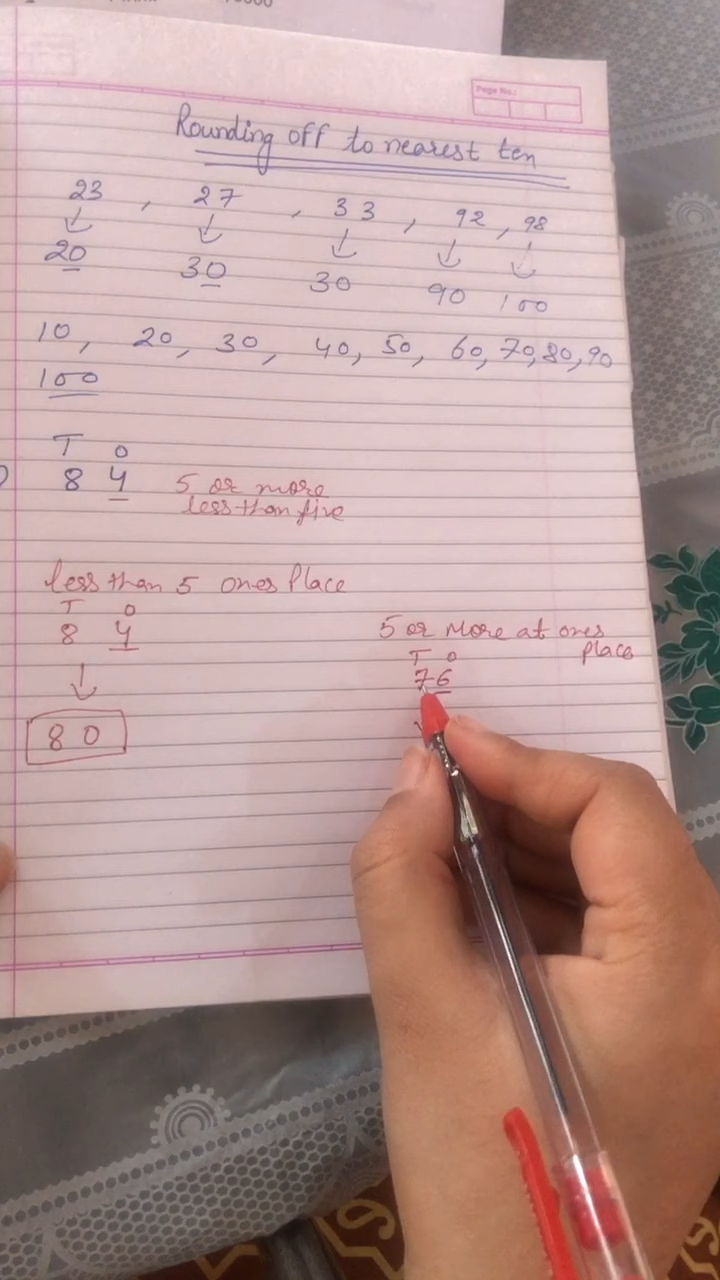 Page No.:
Rounding off to nearest ten
23 , 27 , 33 , 92 , 98
20 30 30 90 100
10, 20, 30, 40, 50, 60, 70, 80, 90
100
T O
8 4 5 or more
less than five
less than 5 ones Place
T O
8 4
80
5 or More at ones
place
T O
76